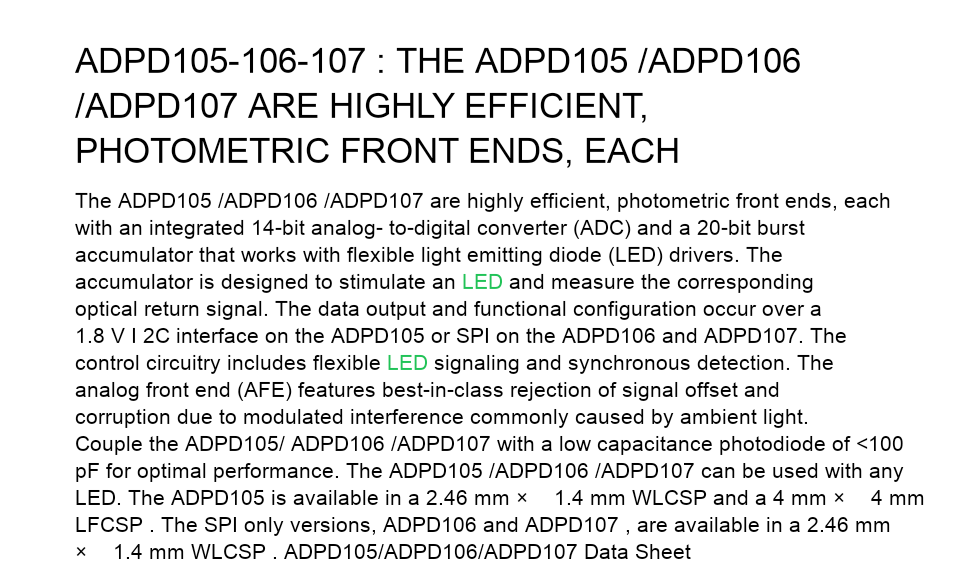 ADPD105-106-107 : THE ADPD105 /ADPD106
/ADPD107 ARE HIGHLY EFFICIENT,
PHOTOMETRIC FRONT ENDS, EACH
The ADPD105 /ADPD106 /ADPD107 are highly efficient, photometric front ends, each
with an integrated 14-bit analog- to-digital converter (ADC) and a 20-bit burst
accumulator that works with flexible light emitting diode (LED) drivers. The
accumulator is designed to stimulate an LED and measure the corresponding
optical return signal. The data output and functional configuration occur over a
1.8 V I 2C interface on the ADPD105 or SPI on the ADPD106 and ADPD107. The
control circuitry includes flexible LED signaling and synchronous detection. The
analog front end (AFE) features best-in-class rejection of signal offset and
corruption due to modulated interference commonly caused by ambient light.
Couple the ADPD105/ ADPD106 /ADPD107 with a low capacitance photodiode of <100
pF for optimal performance. The ADPD105 /ADPD106 /ADPD107 can be used with any
LED. The ADPD105 is available in a 2.46 mm × 1.4 mm WLCSP and a 4 mm × 4 mm
LFCSP . The SPI only versions, ADPD106 and ADPD107 , are available in a 2.46 mm
× 1.4 mm WLCSP . ADPD105/ADPD106/ADPD107 Data Sheet